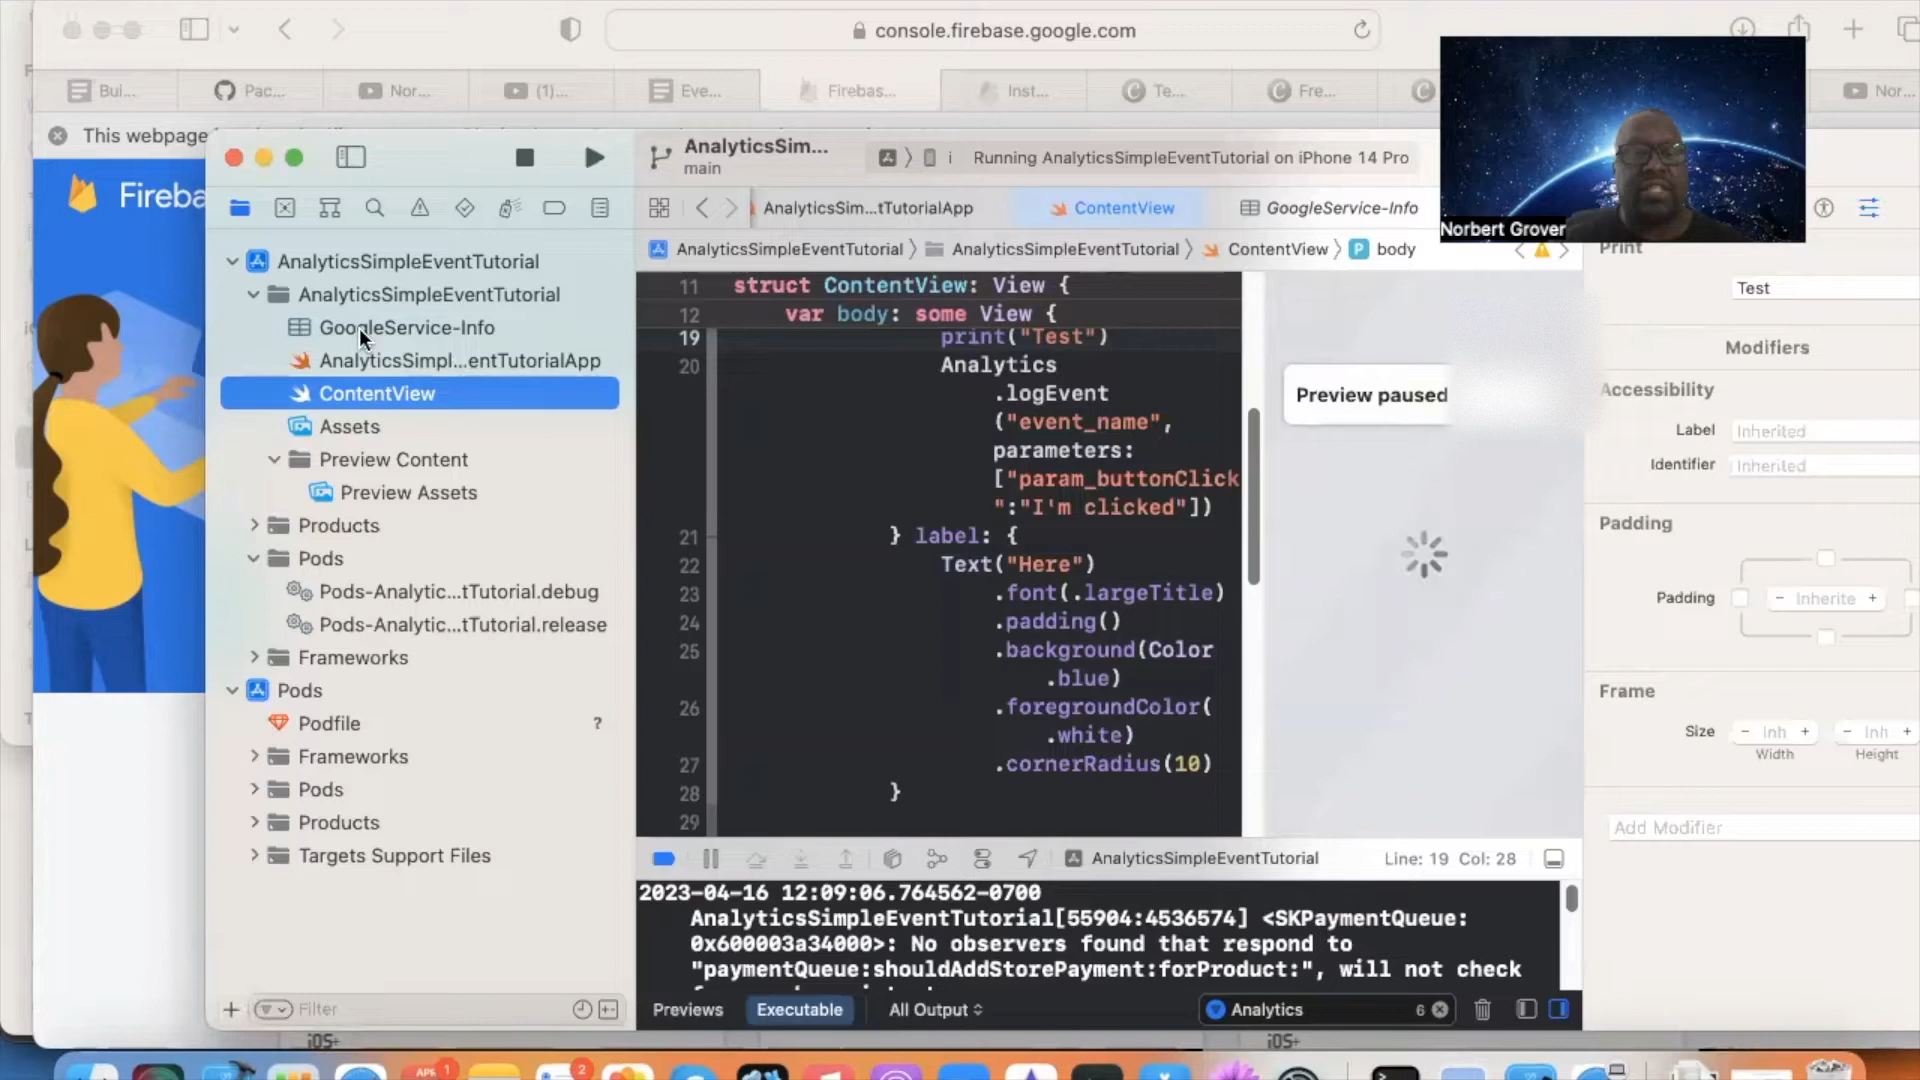 console.firebase.google.com
Bui...
Pac...
Nor...
(1)...
Eve...
Firebas...
Inst...
Te...
Fre...
Nor...
This webpage
Fireba
AnalyticsSim...
main
i
Running AnalyticsSimpleEventTutorial on iPhone 14 Pro
AnalyticsSim...tTutorialApp
ContentView
GoogleService-Info
Norbert Grover
AnalyticsSimpleEventTutorial
AnalyticsSimpleEventTutorial
ContentView
P
body
AnalyticsSimpleEventTutorial
AnalyticsSimpleEventTutorial
GoogleService-Info
AnalyticsSimpl...entTutorialApp
ContentView
Assets
Preview Content
Preview Assets
Products
Pods
Pods-Analytic...tTutorial.debug
Pods-Analytic...tTutorial.release
Frameworks
Pods
Podfile ?
Frameworks
Pods
Products
Targets Support Files
Filter
11 struct ContentView: View {
12 var body: some View {
19 print("Test")
20 Analytics
.logEvent
("event_name",
parameters:
["param_buttonClick
":"I'm clicked"])
21 } label: {
22 Text("Here")
23 .font(.largeTitle)
24 .padding()
25 .background(Color
.blue)
26 .foregroundColor(
.white)
27 .cornerRadius(10)
28 }
29
Preview paused
AnalyticsSimpleEventTutorial
Line: 19 Col: 28
2023-04-16 12:09:06.764562-0700
AnalyticsSimpleEventTutorial[55904:4536574] <SKPaymentQueue:
0x600003a34000>: No observers found that respond to
"paymentQueue:shouldAddStorePayment:forProduct:", will not check
Previews
Executable
All Output
Analytics
6
Print
Test
Modifiers
Accessibility
Label Inherited
Identifier Inherited
Padding
Padding - Inherite +
Frame
Size - Inh + - Inh +
Width Height
Add Modifier
iOS+
iOS+
APR 1
2